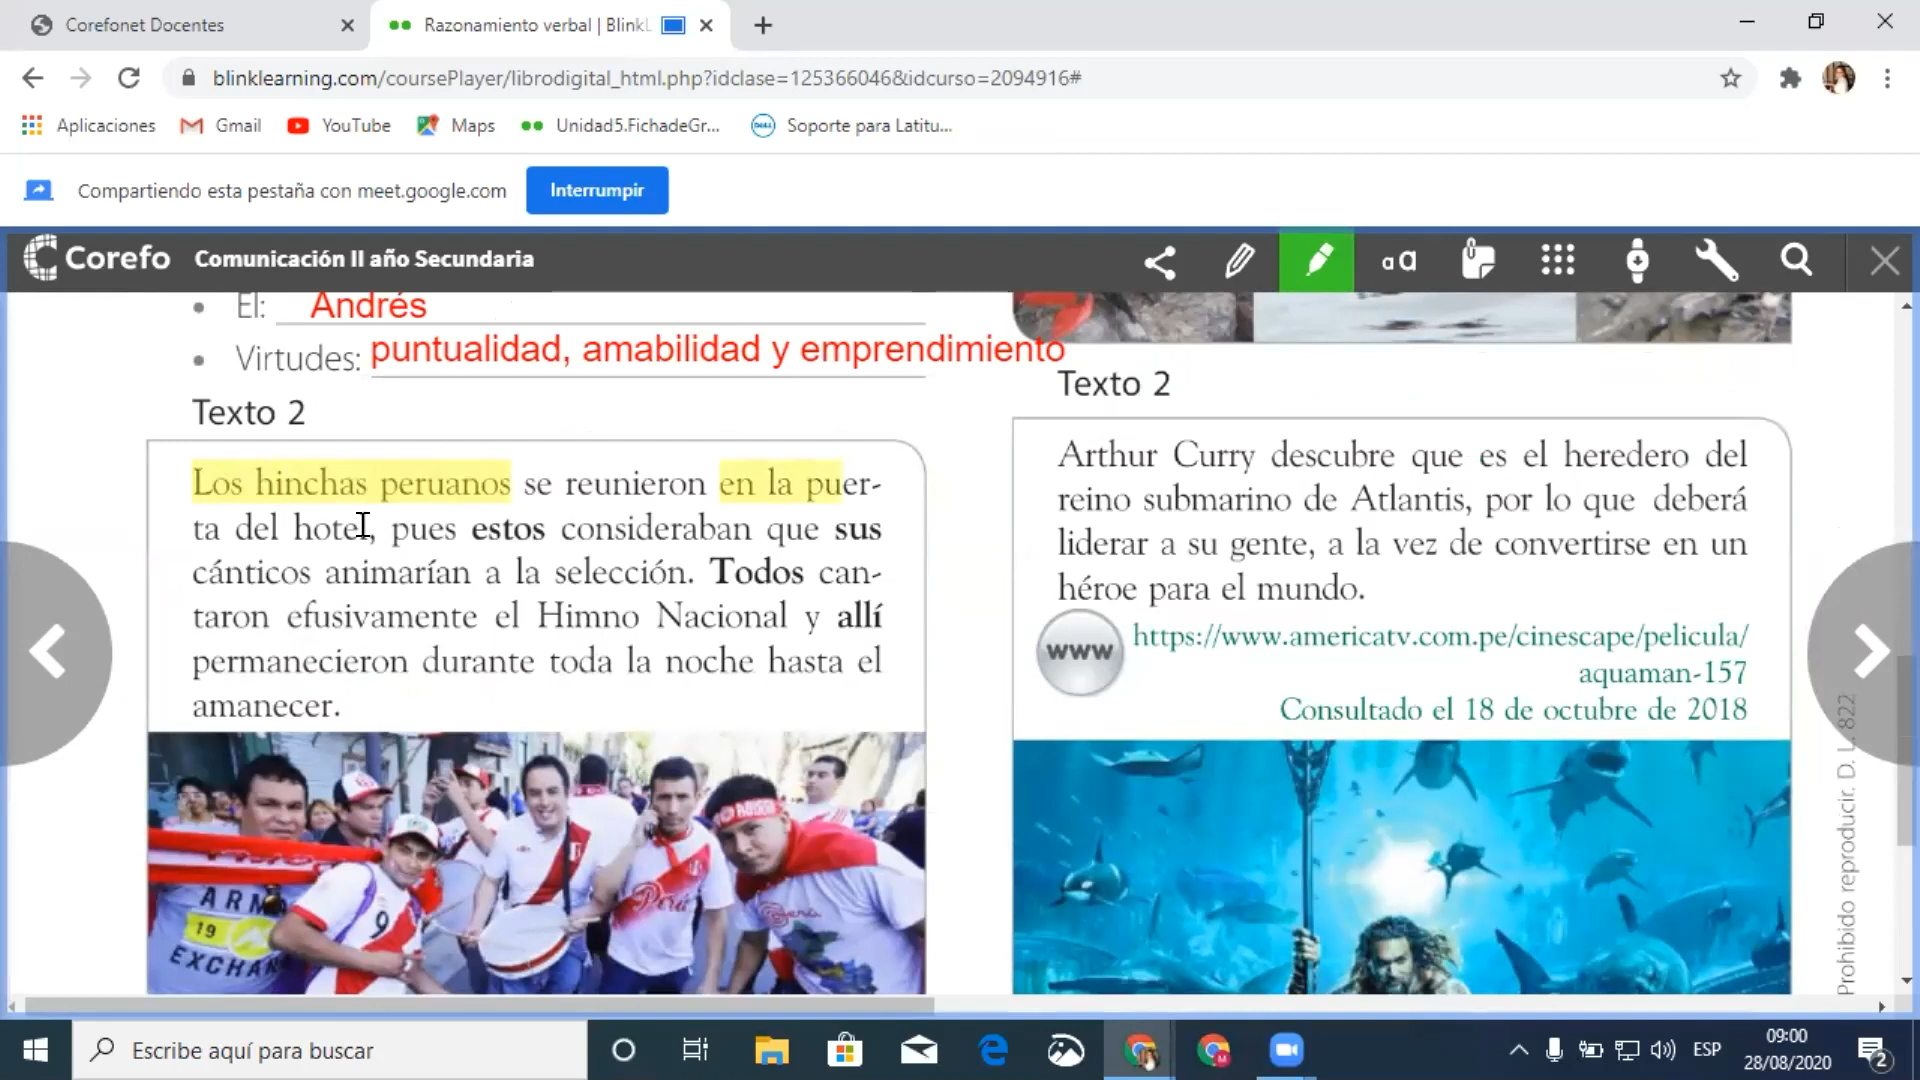 Corefonet Docentes
Razonamiento verbal | BlinkL
blinklearning.com/coursePlayer/librodigital_html.php?idclase=125366046&idcurso=2094916#
Aplicaciones
Gmail
YouTube
Maps
Unidad5.FichadeGr...
Soporte para Latitu...
Compartiendo esta pestaña con meet.google.com
Interrumpir
Corefo
Comunicación II año Secundaria
a a
• El: Andrés
• Virtudes: puntualidad, amabilidad y emprendimiento
Texto 2
Los hinchas peruanos se reunieron en la puer-
ta del hotel, pues estos consideraban que sus
cánticos animarían a la selección. Todos can-
taron efusivamente el Himno Nacional y allí
permanecieron durante toda la noche hasta el
amanecer.
ARM
19
EXCHAN
9
Perú
Texto 2
Arthur Curry descubre que es el heredero del
reino submarino de Atlantis, por lo que deberá
liderar a su gente, a la vez de convertirse en un
héroe para el mundo.
www
https://www.americatv.com.pe/cinescape/pelicula/
aquaman-157
Consultado el 18 de octubre de 2018
Prohibido reproducir. D. L. 822
Escribe aquí para buscar
ESP
09:00
28/08/2020
2